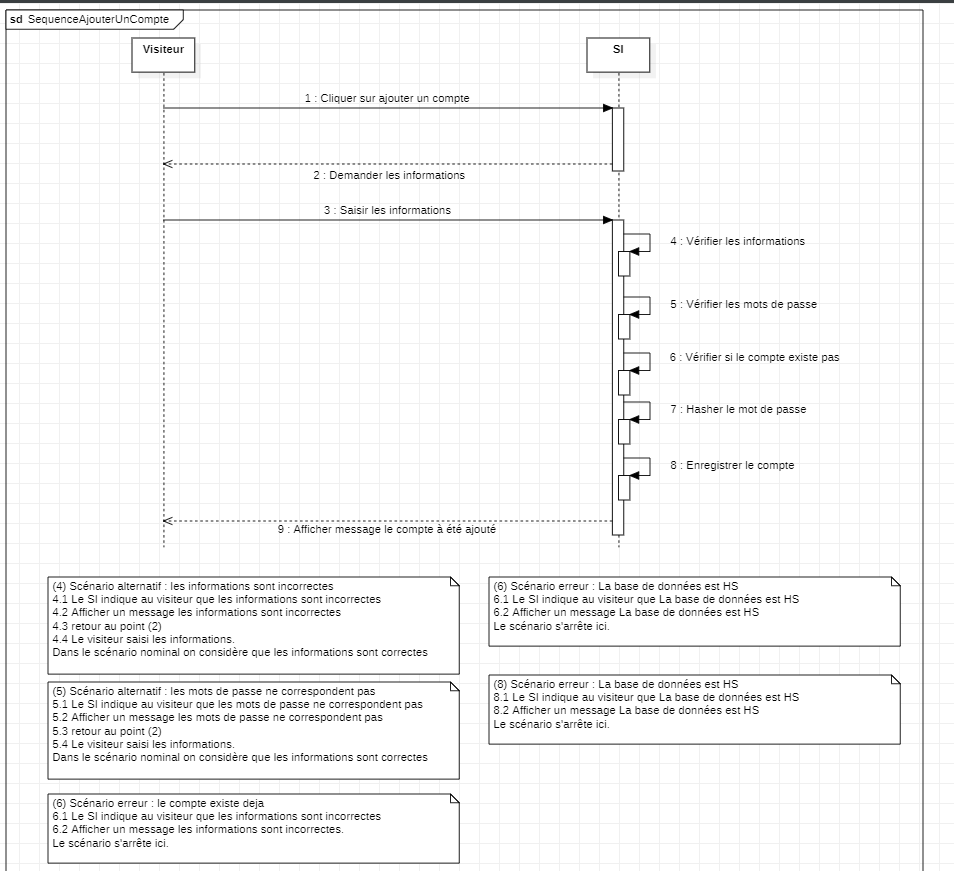 sd SequenceAjouterUnCompte
Visiteur
SI
1 : Cliquer sur ajouter un compte
2 : Demander les informations
3 : Saisir les informations
4 : Vérifier les informations
5 : Vérifier les mots de passe
6 : Vérifier si le compte existe pas
7 : Hasher le mot de passe
8 : Enregistrer le compte
9 : Afficher message le compte à été ajouté
(4) Scénario alternatif : les informations sont incorrectes
4.1 Le SI indique au visiteur que les informations sont incorrectes
4.2 Afficher un message les informations sont incorrectes
4.3 retour au point (2)
4.4 Le visiteur saisi les informations.
Dans le scénario nominal on considère que les informations sont correctes
(5) Scénario alternatif : les mots de passe ne correspondent pas
5.1 Le SI indique au visiteur que les mots de passe ne correspondent pas
5.2 Afficher un message les mots de passe ne correspondent pas
5.3 retour au point (2)
5.4 Le visiteur saisi les informations.
Dans le scénario nominal on considère que les informations sont correctes
(6) Scénario erreur : le compte existe deja
6.1 Le SI indique au visiteur que les informations sont incorrectes
6.2 Afficher un message les informations sont incorrectes.
Le scénario s'arrête ici.
(6) Scénario erreur : La base de données est HS
6.1 Le SI indique au visiteur que La base de données est HS
6.2 Afficher un message La base de données est HS
Le scénario s'arrête ici.
(8) Scénario erreur : La base de données est HS
8.1 Le SI indique au visiteur que La base de données est HS
8.2 Afficher un message La base de données est HS
Le scénario s'arrête ici.